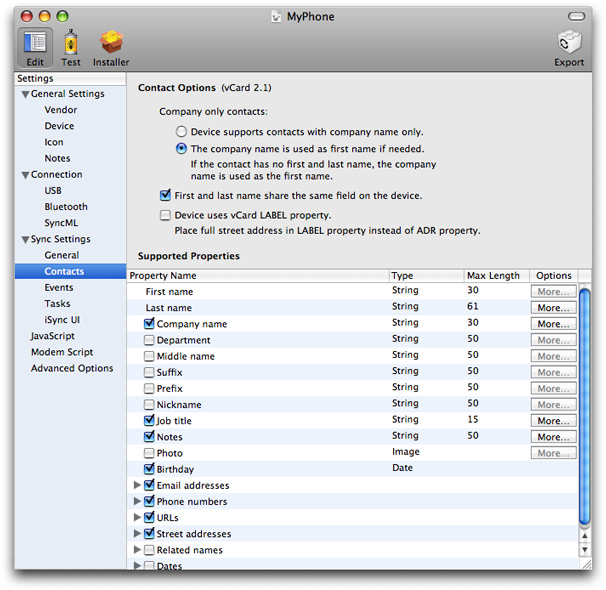 MyPhone
Edit Test Installer Export
Settings
General Settings
Vendor
Device
Icon
Notes
Connection
USB
Bluetooth
SyncML
Sync Settings
General
Contacts
Events
Tasks
iSync UI
JavaScript
Modem Script
Advanced Options
Contact Options (vCard 2.1)
Company only contacts:
Device supports contacts with company name only.
The company name is used as first name if needed.
If the contact has no first and last name, the company
name is used as the first name.
First and last name share the same field on the device.
Device uses vCard LABEL property.
Place full street address in LABEL property instead of ADR property.
Supported Properties
Property Name Type Max Length Options
First name String 30 More...
Last name String 61 More...
Company name String 30 More...
Department String 50 More...
Middle name String 50 More...
Suffix String 50 More...
Prefix String 50 More...
Nickname String 50 More...
Job title String 15 More...
Notes String 50 More...
Photo Image More...
Birthday Date
Email addresses
Phone numbers
URLs
Street addresses
Related names
Dates